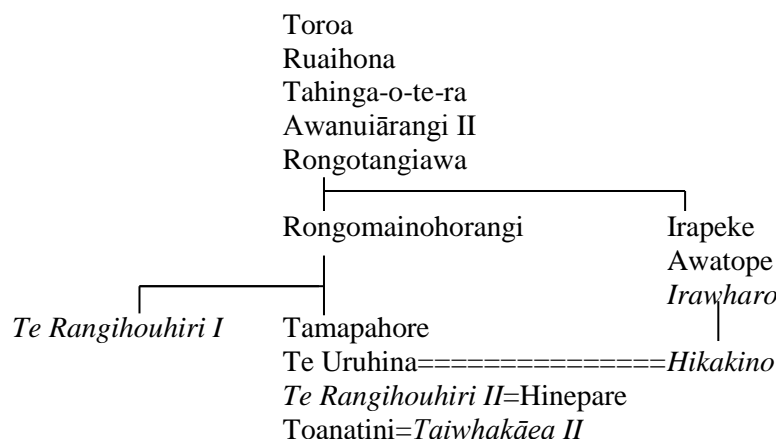 Toroa
Ruaihona
Tahinga-o-te-ra
Awanuiārangi II
Rongotangiawa
Rongomainohorangi Irapeke
Awatope
Irawharo
Te Rangihouhiri I Tamapahore
Te Uruhina===============Hikakino
Te Rangihouhiri II=Hinepare
Toanatini=Taiwhakāea II